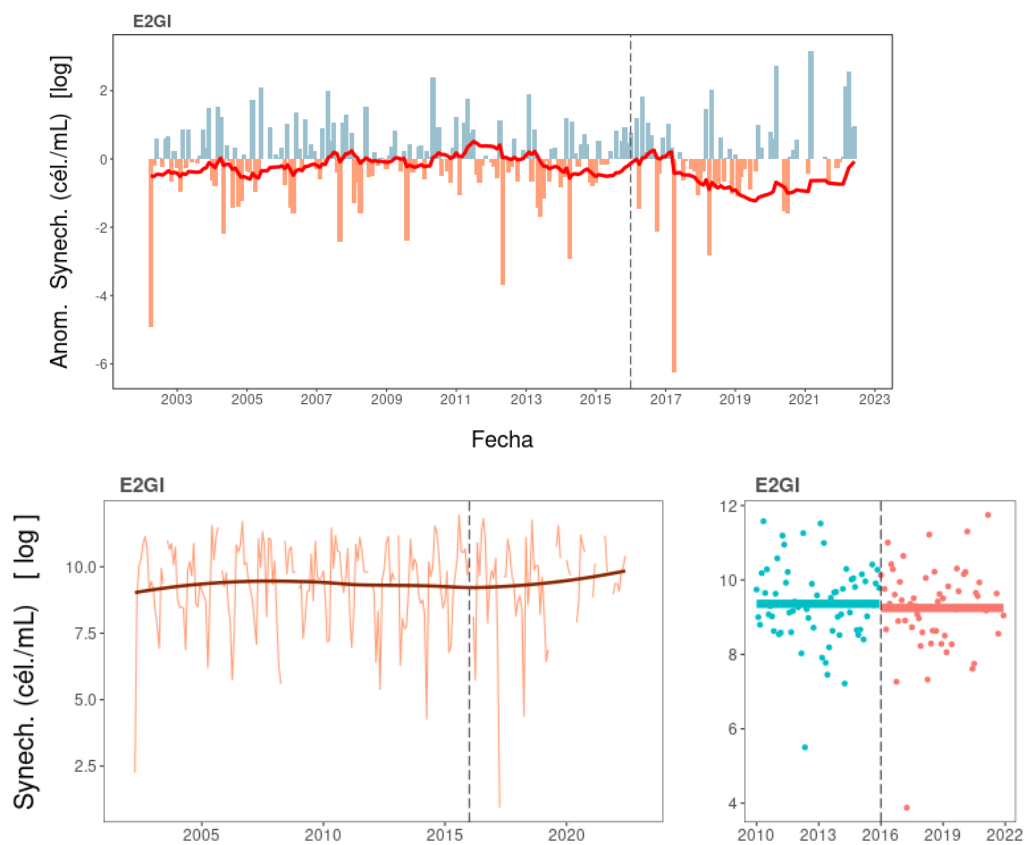 E2GI
Anom. Synech. (cél./mL) [log]
2
0
-2
-4
-6
2003 2005 2007 2009 2011 2013 2015 2017 2019 2021 2023
Fecha
E2GI
Synech. (cél./mL) [ log ]
10.0
7.5
5.0
2.5
2005 2010 2015 2020
E2GI
12
10
8
6
4
2010 2013 2016 2019 2022